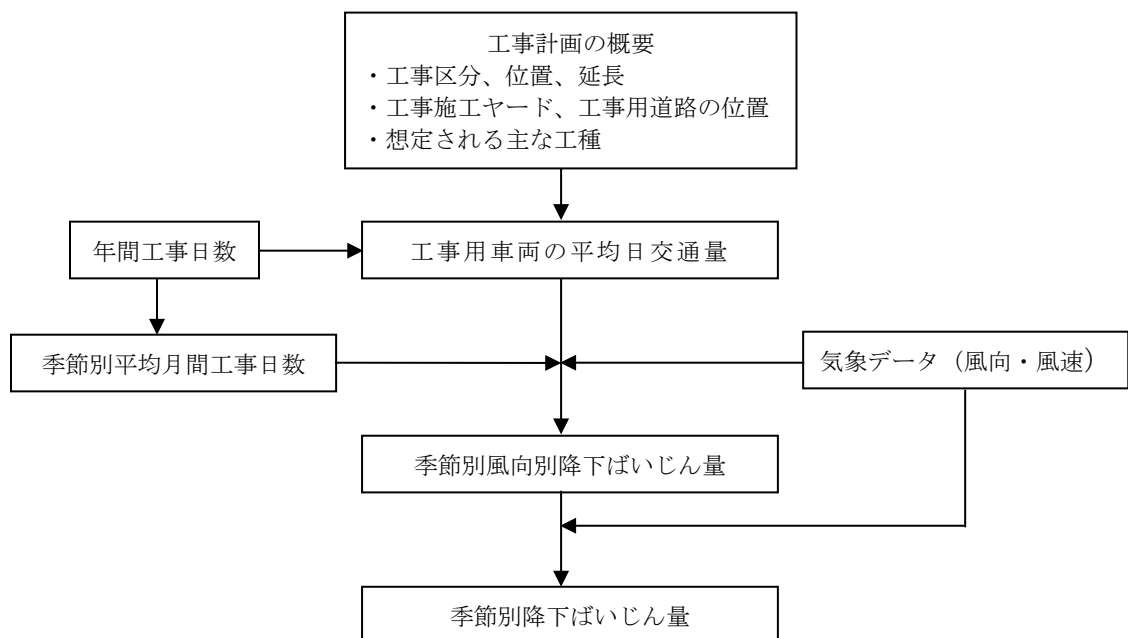 工事計画の概要
・工事区分、位置、延長
・工事施工ヤード、工事用道路の位置
・想定される主な工種
年間工事日数
工事用車両の平均日交通量
季節別平均月間工事日数
気象データ（風向・風速）
季節別風向別降下ばいじん量
季節別降下ばいじん量